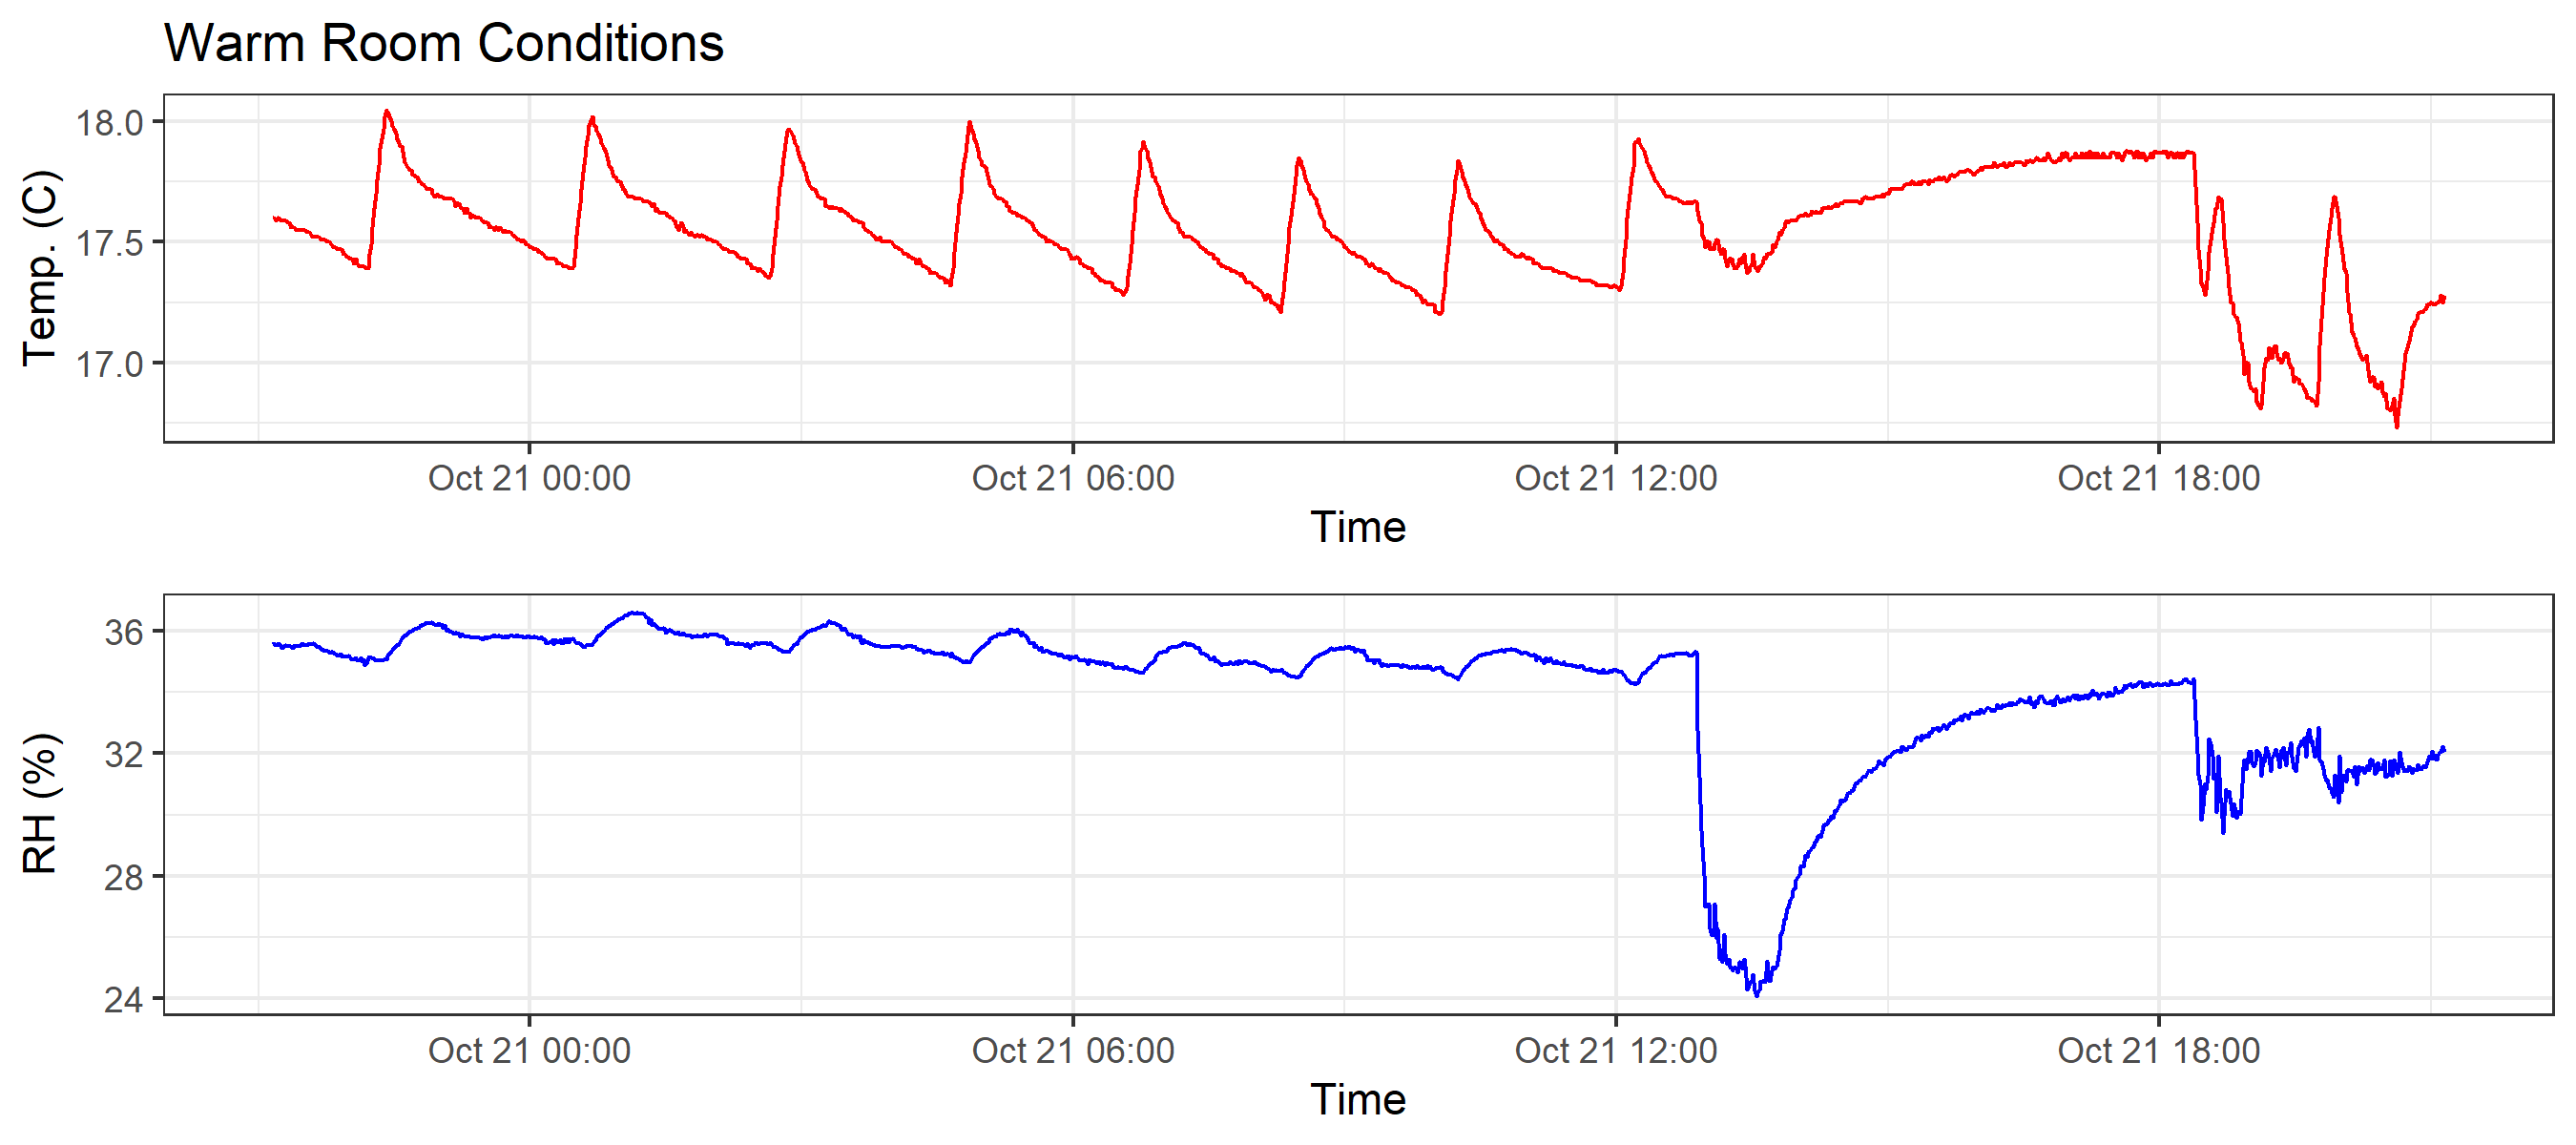 Warm Room Conditions
Temp. (C)
18.0
17.5
17.0
Oct 21 00:00 Oct 21 06:00 Oct 21 12:00 Oct 21 18:00
Time
RH (%)
36
32
28
24
Oct 21 00:00 Oct 21 06:00 Oct 21 12:00 Oct 21 18:00
Time